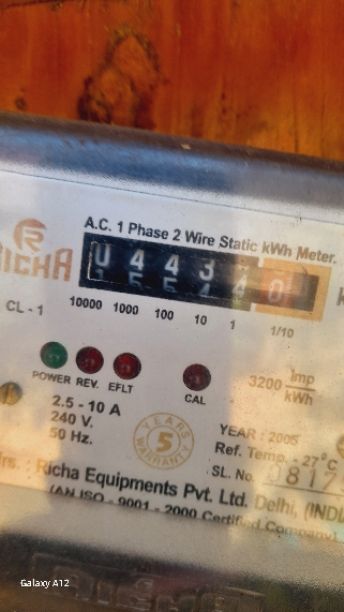 A.C. 1 Phase 2 Wire Static kWh Meter.
RICHA
CL - 1
10000 1000 100 10 1 1/10
POWER REV. EFLT CAL
3200 imp/kWh
2.5 - 10 A
240 V.
50 Hz.
5 YEARS WARRANTY
YEAR : 2005
Ref. Temp. - 27°C
SL. No.
Mfrs. : Richa Equipments Pvt. Ltd. Delhi,
(AN ISO - 9001 - 2000 Certified Company)
Galaxy A12